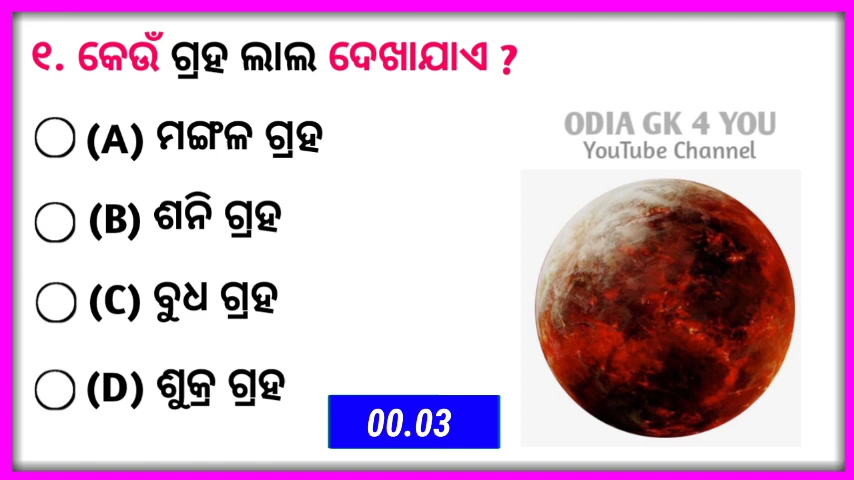 ୧. କେଉଁ ଗ୍ରହ ଲାଲ ଦେଖାଯାଏ ?
(A) ମଙ୍ଗଳ ଗ୍ରହ
(B) ଶନି ଗ୍ରହ
(C) ବୁଧ ଗ୍ରହ
(D) ଶୁକ୍ର ଗ୍ରହ
ODIA GK 4 YOU
YouTube Channel
00.03